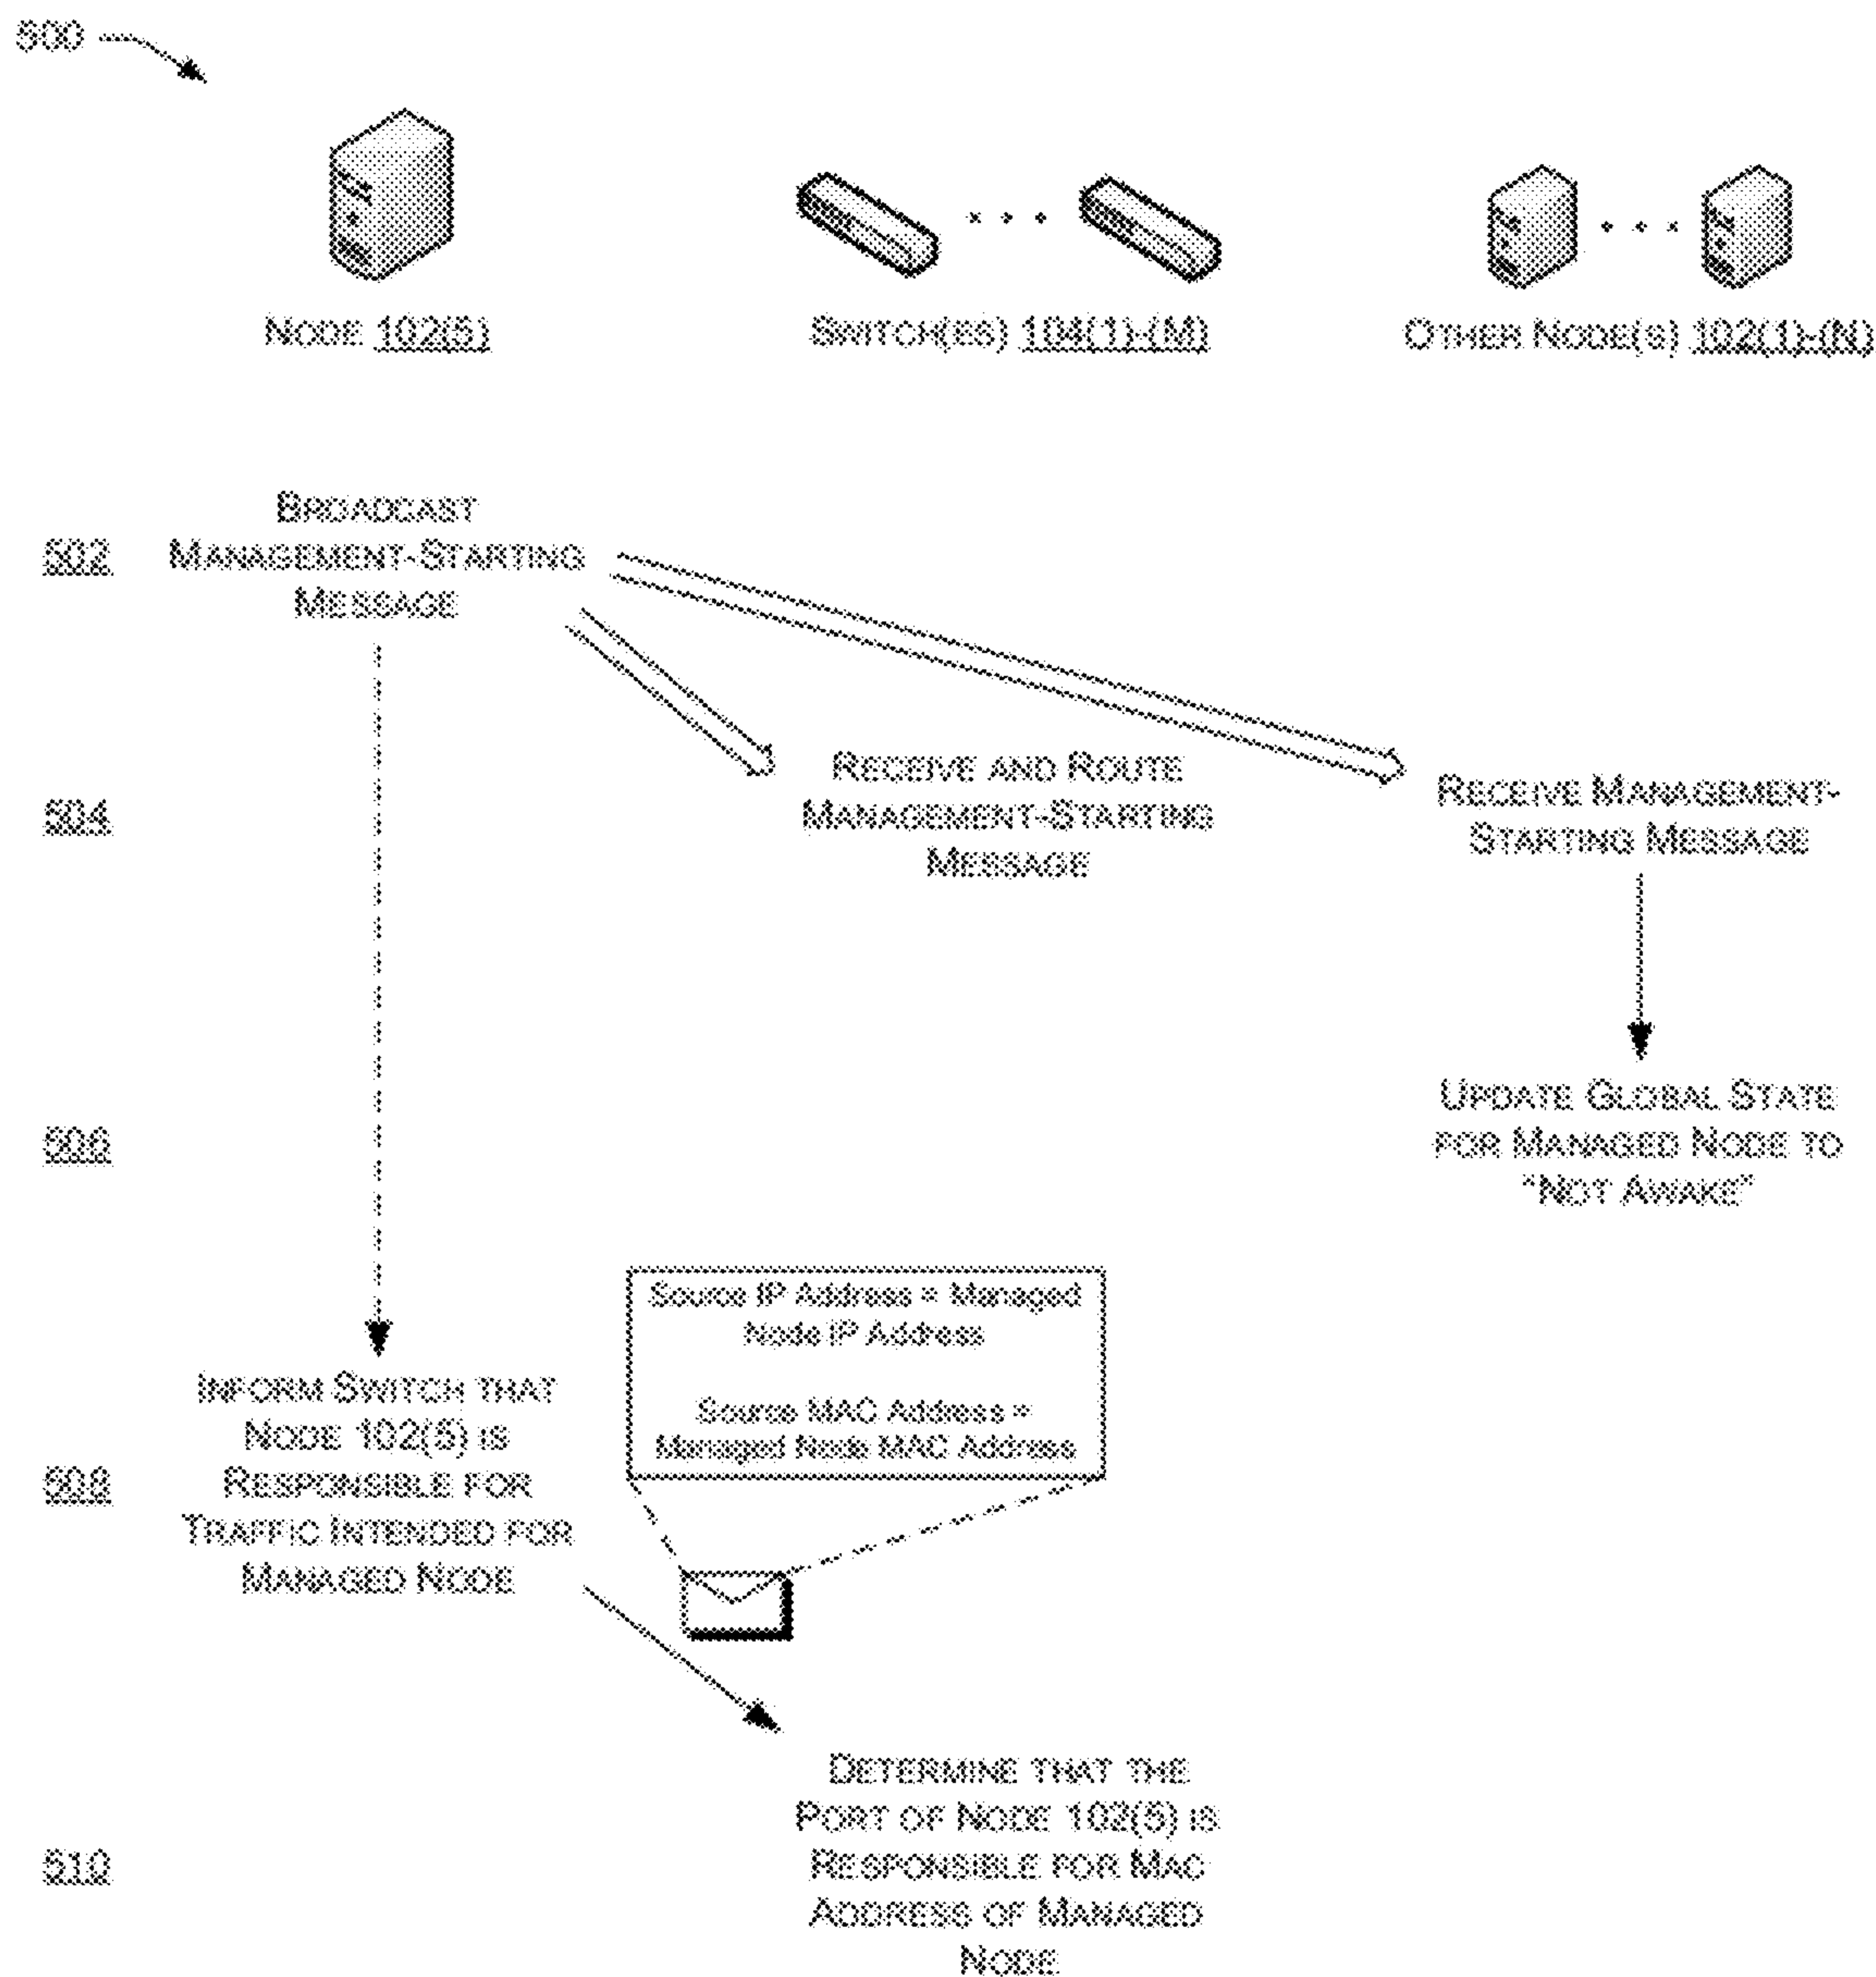 500
NODE 102(5)
SWITCH(ES) 104(1)-(M)
OTHER NODE(S) 102(1)-(N)
502
BROADCAST
MANAGEMENT-STARTING
MESSAGE
504
RECEIVE AND ROUTE
MANAGEMENT-STARTING
MESSAGE
RECEIVE MANAGEMENT-
STARTING MESSAGE
506
UPDATE GLOBAL STATE
FOR MANAGED NODE TO
"NOT AWAKE"
508
INFORM SWITCH THAT
NODE 102(5) IS
RESPONSIBLE FOR
TRAFFIC INTENDED FOR
MANAGED NODE
Source IP Address = Managed
Node IP Address
Source MAC Address =
Managed Node MAC Address
510
DETERMINE THAT THE
PORT OF NODE 102(5) IS
RESPONSIBLE FOR MAC
ADDRESS OF MANAGED
NODE